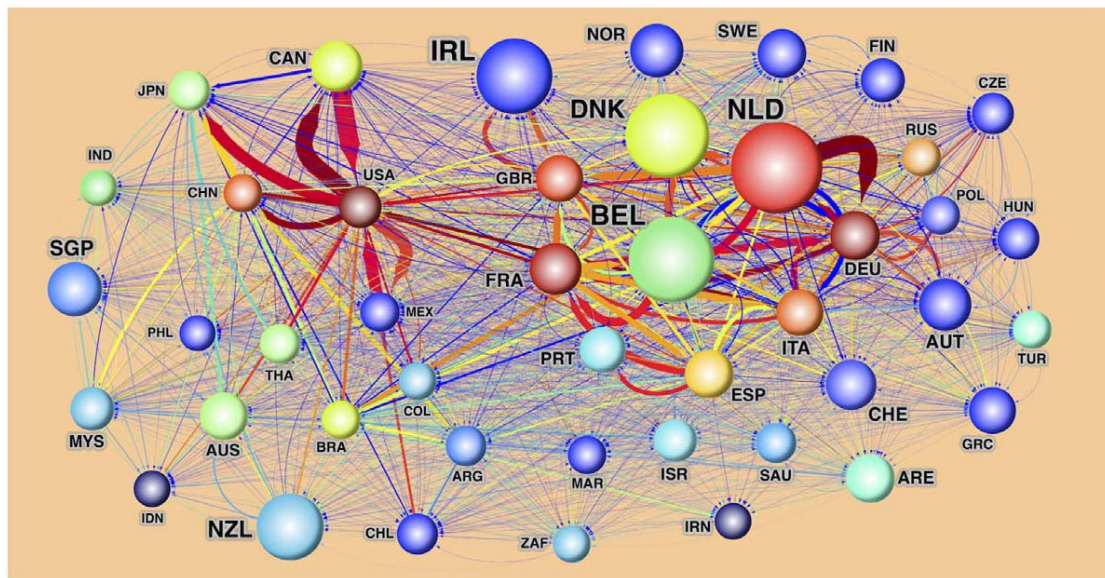 IRL
NOR
SWE
FIN
CAN
JPN
CZE
DNK
NLD
RUS
IND
USA
GBR
CHN
POL
HUN
BEL
SGP
FRA
DEU
MEX
PHL
AUT
ITA
TUR
PRT
THA
ESP
COL
CHE
MYS
AUS
BRA
GRC
ARG
MAR
ISR
SAU
ARE
IDN
NZL
CHL
ZAF
IRN